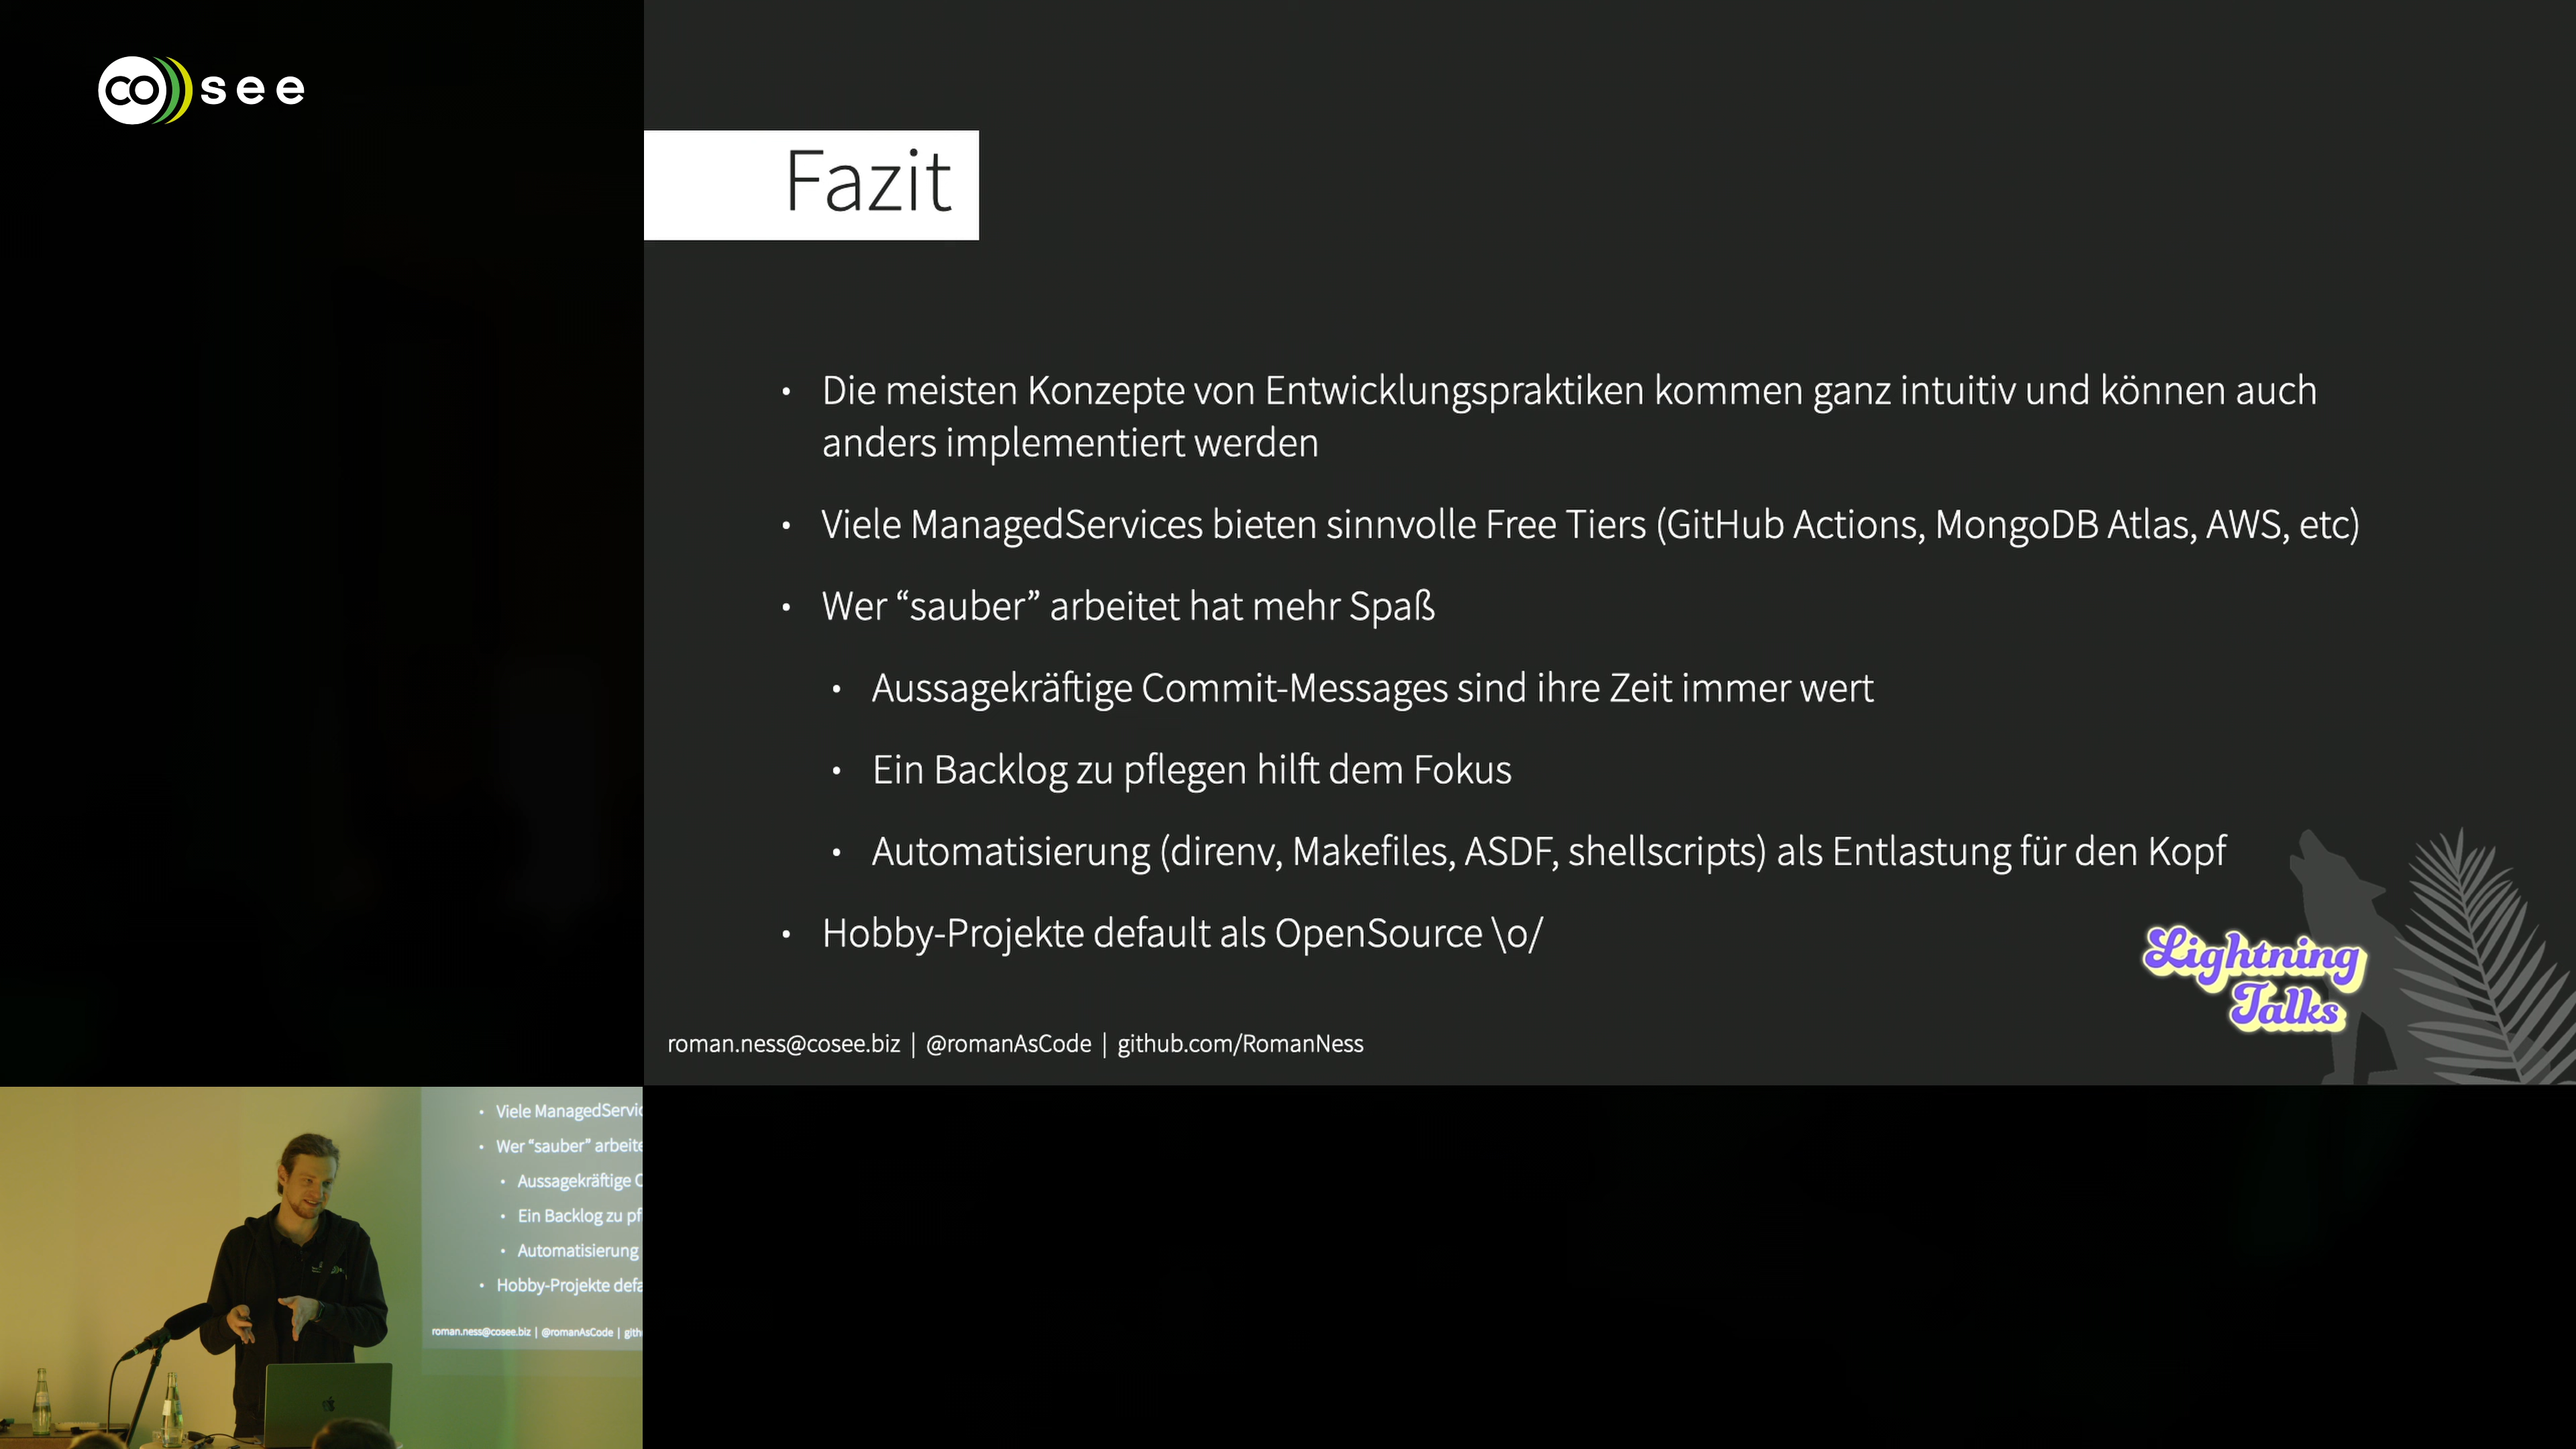 co see
Fazit
• Die meisten Konzepte von Entwicklungspraktiken kommen ganz intuitiv und können auch
anders implementiert werden
• Viele ManagedServices bieten sinnvolle Free Tiers (GitHub Actions, MongoDB Atlas, AWS, etc)
• Wer “sauber” arbeitet hat mehr Spaß
• Aussagekräftige Commit-Messages sind ihre Zeit immer wert
• Ein Backlog zu pflegen hilft dem Fokus
• Automatisierung (direnv, Makefiles, ASDF, shellscripts) als Entlastung für den Kopf
• Hobby-Projekte default als OpenSource \o/
Lightning
Talks
roman.ness@cosee.biz | @romanAsCode | github.com/RomanNess
• Viele ManagedServic
• Wer “sauber” arbeite
• Aussagekräftige C
• Ein Backlog zu pf
• Automatisierung
• Hobby-Projekte defa
roman.ness@cosee.biz | @romanAsCode | gith